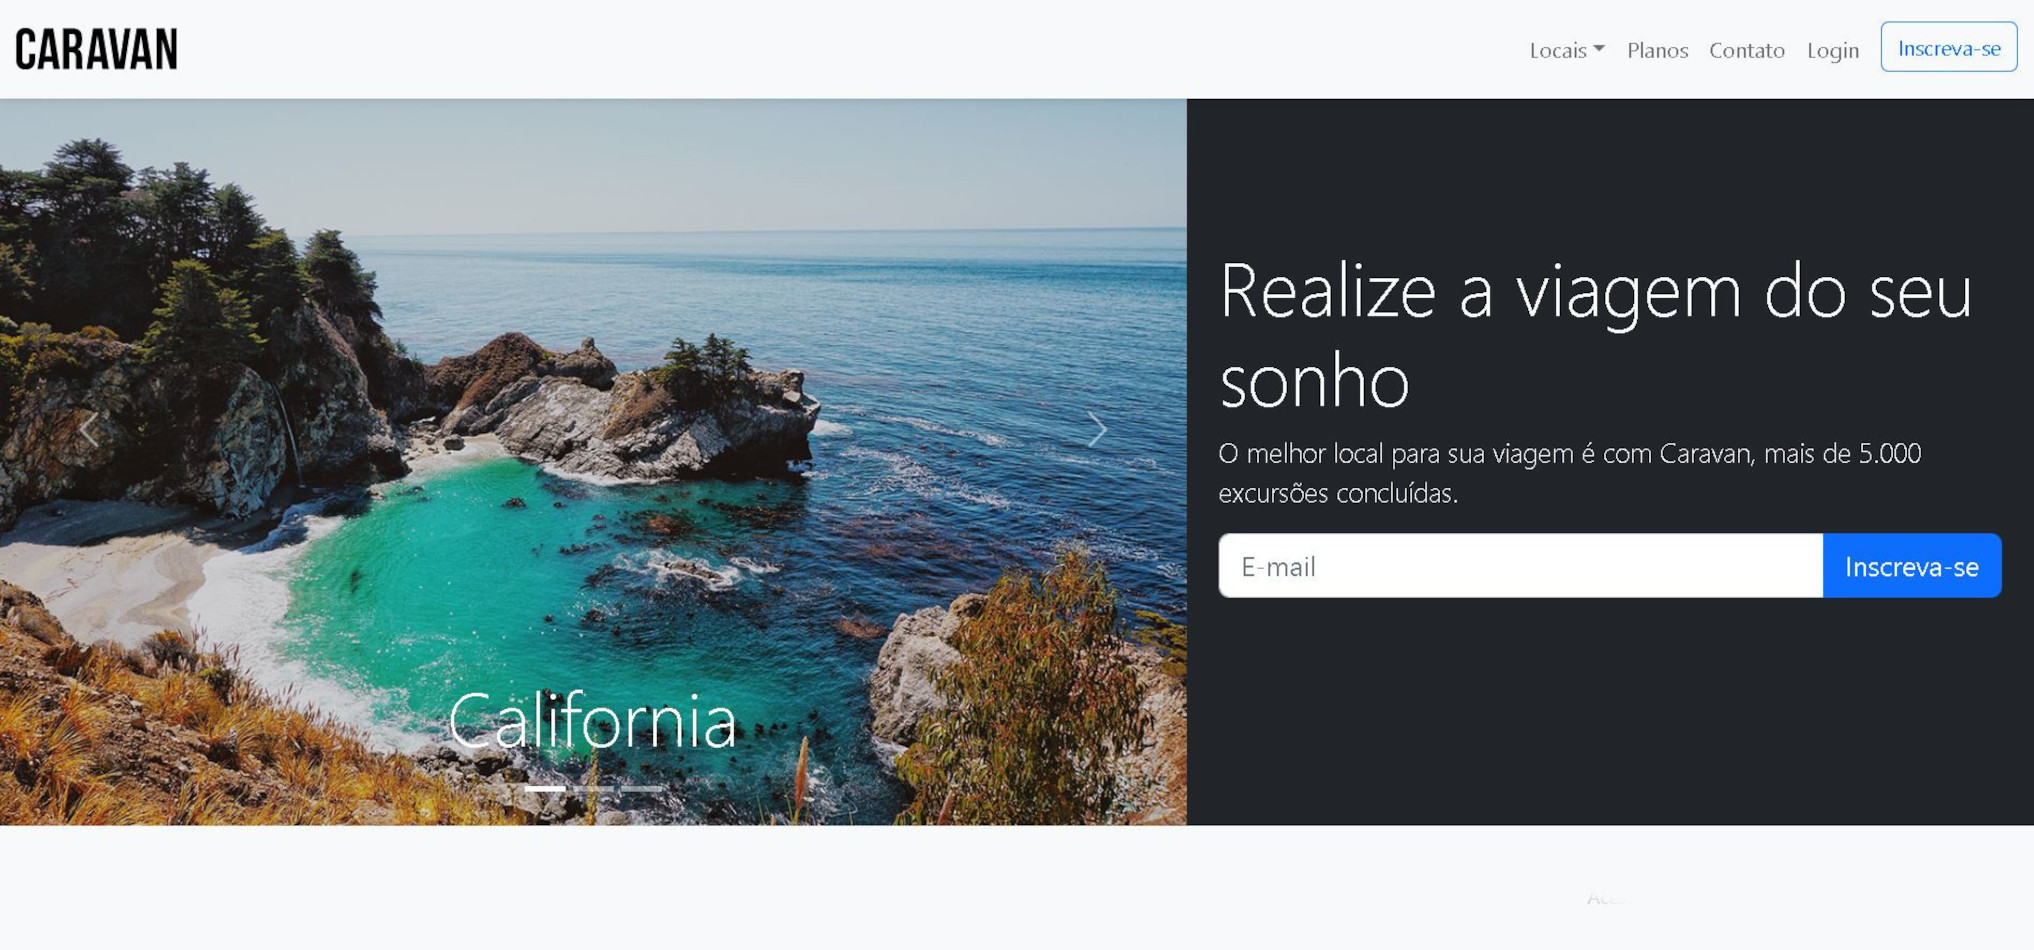 CARAVAN
Locais
Planos
Contato
Login
Inscreva-se
Realize a viagem do seu
sonho
O melhor local para sua viagem é com Caravan, mais de 5.000
excursões concluídas.
E-mail
Inscreva-se
California